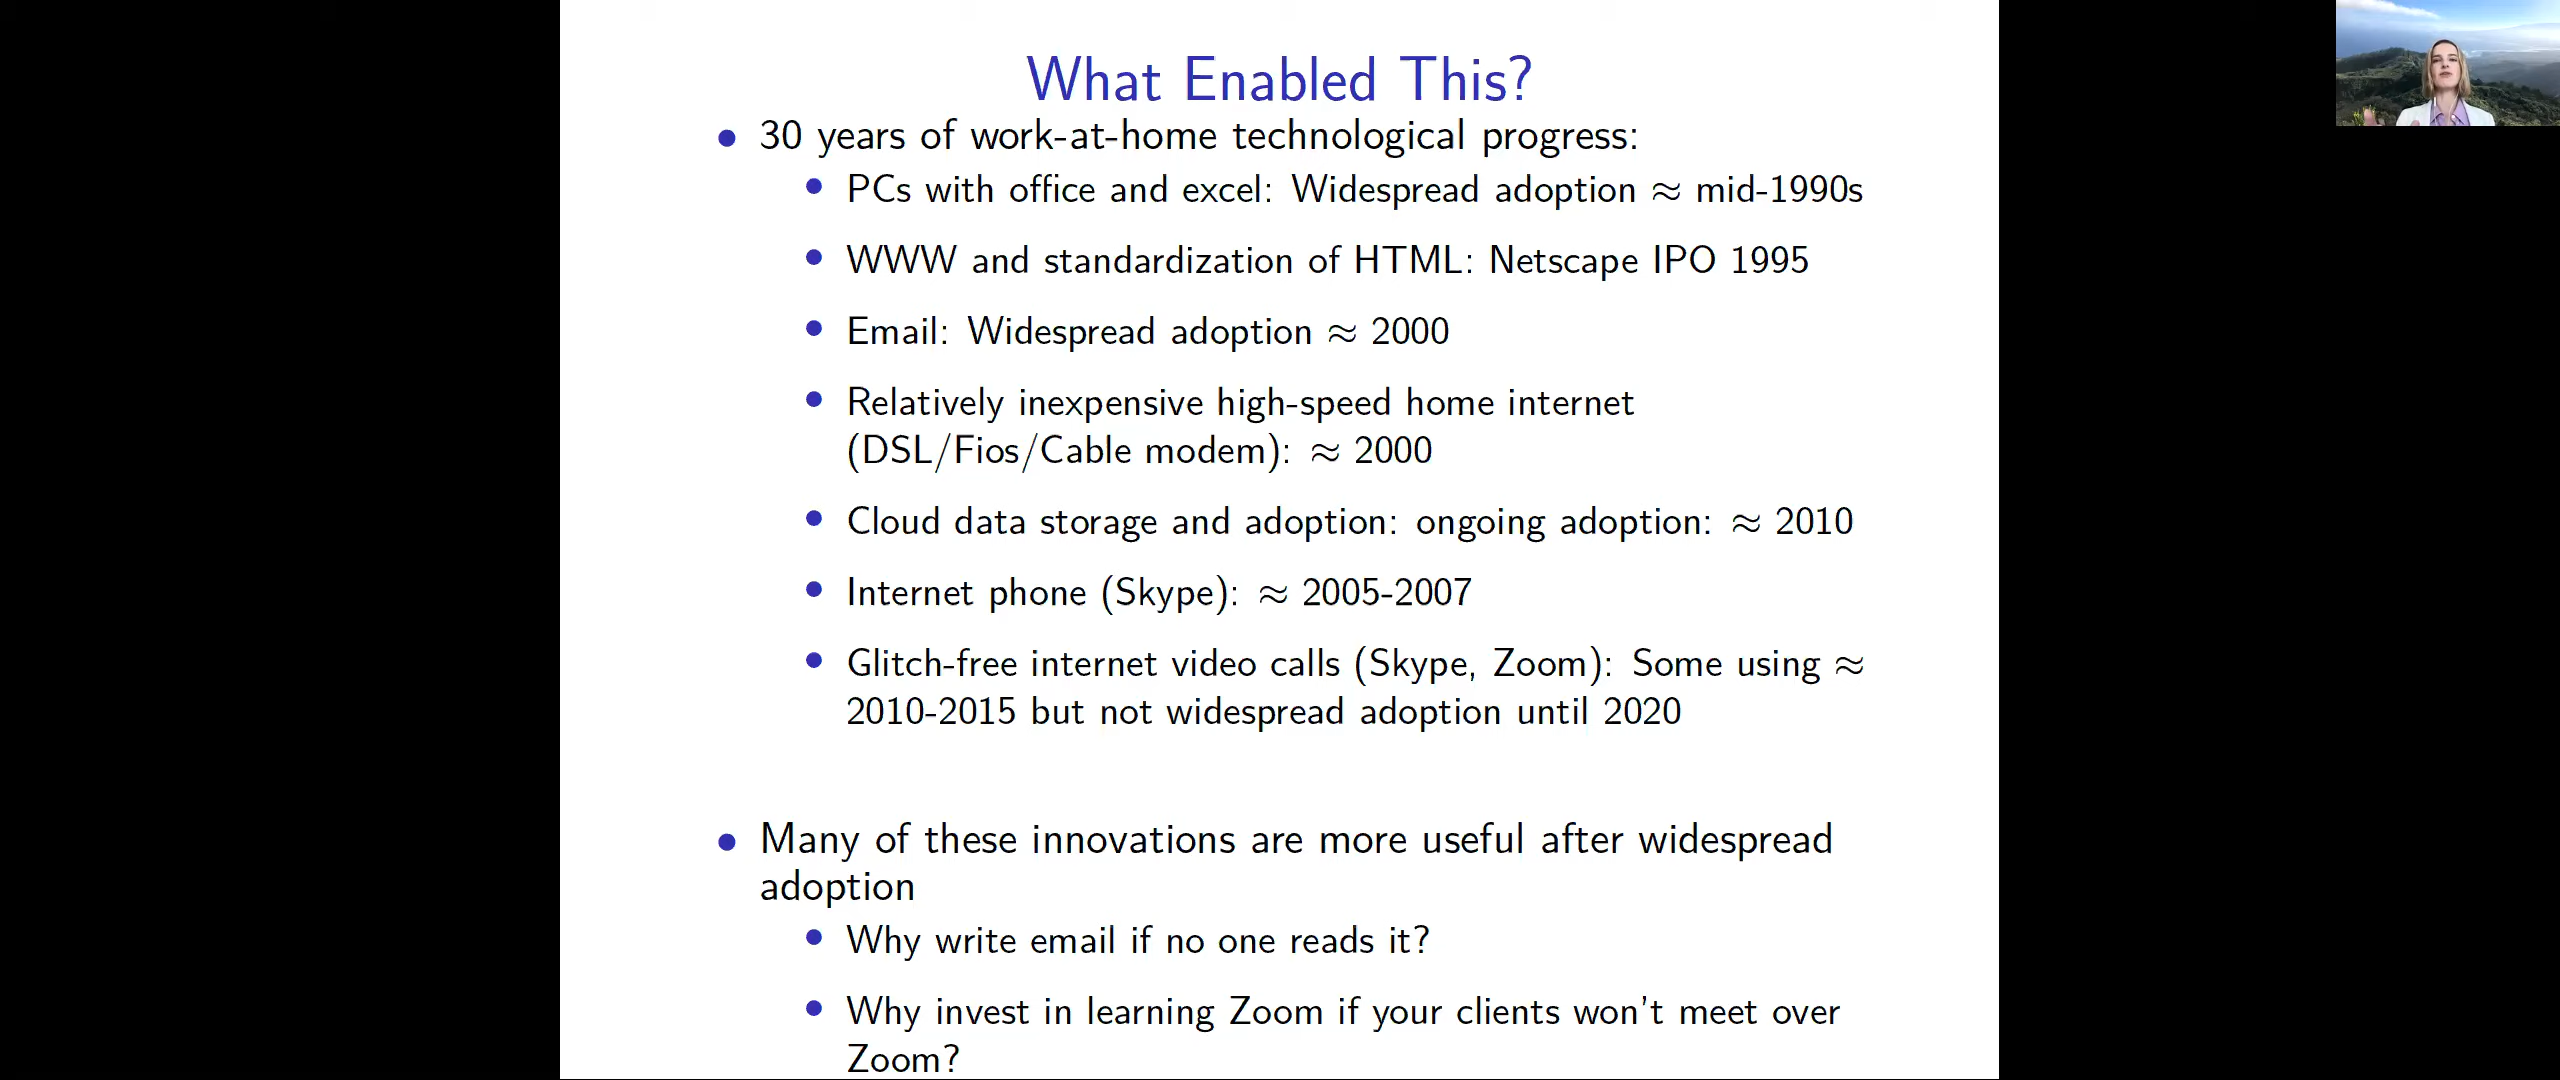 What Enabled This?
• 30 years of work-at-home technological progress:
• PCs with office and excel: Widespread adoption ≈ mid-1990s
• WWW and standardization of HTML: Netscape IPO 1995
• Email: Widespread adoption ≈ 2000
• Relatively inexpensive high-speed home internet
(DSL/Fios/Cable modem): ≈ 2000
• Cloud data storage and adoption: ongoing adoption: ≈ 2010
• Internet phone (Skype): ≈ 2005-2007
• Glitch-free internet video calls (Skype, Zoom): Some using ≈
2010-2015 but not widespread adoption until 2020
• Many of these innovations are more useful after widespread
adoption
• Why write email if no one reads it?
• Why invest in learning Zoom if your clients won't meet over
Zoom?